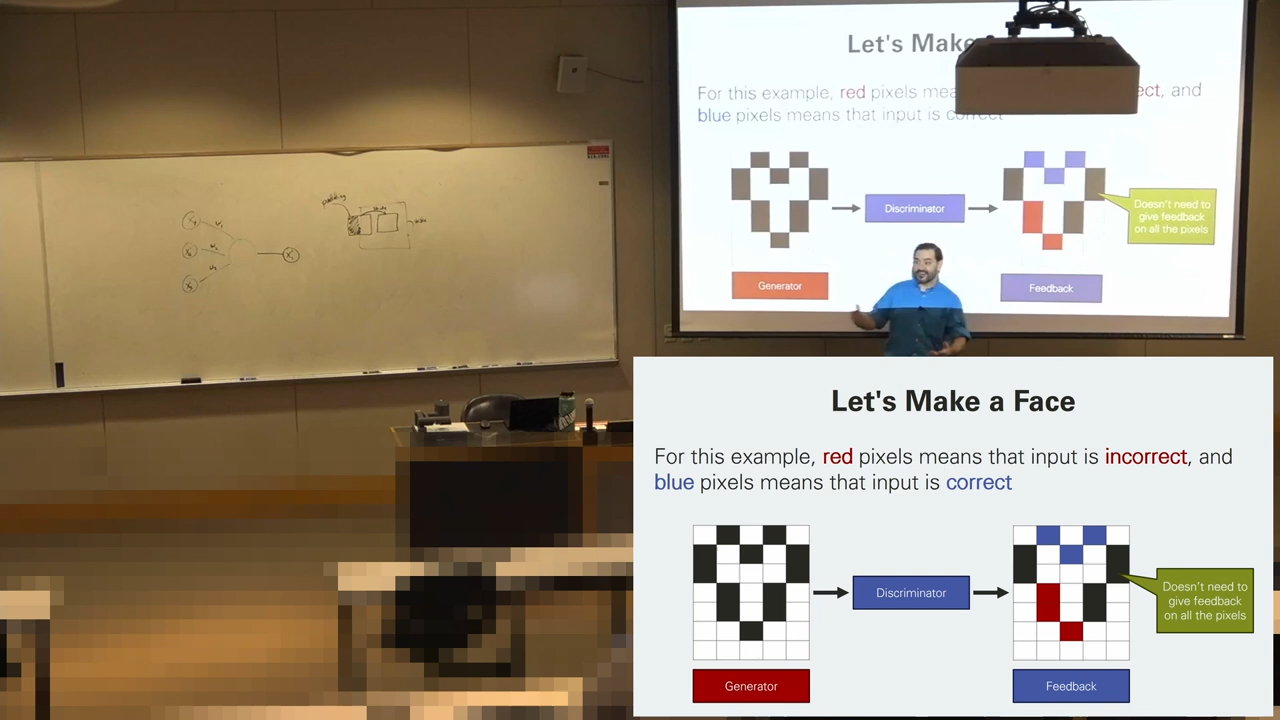 Let's Make
For this example, red pixels mea ect, and
blue pixels means that input is correct
Discriminator
Doesn't need to
give feedback
on all the pixels
Generator
Feedback
padding
Let's Make a Face
For this example, red pixels means that input is incorrect, and
blue pixels means that input is correct
Discriminator
Doesn't need to
give feedback
on all the pixels
Generator
Feedback